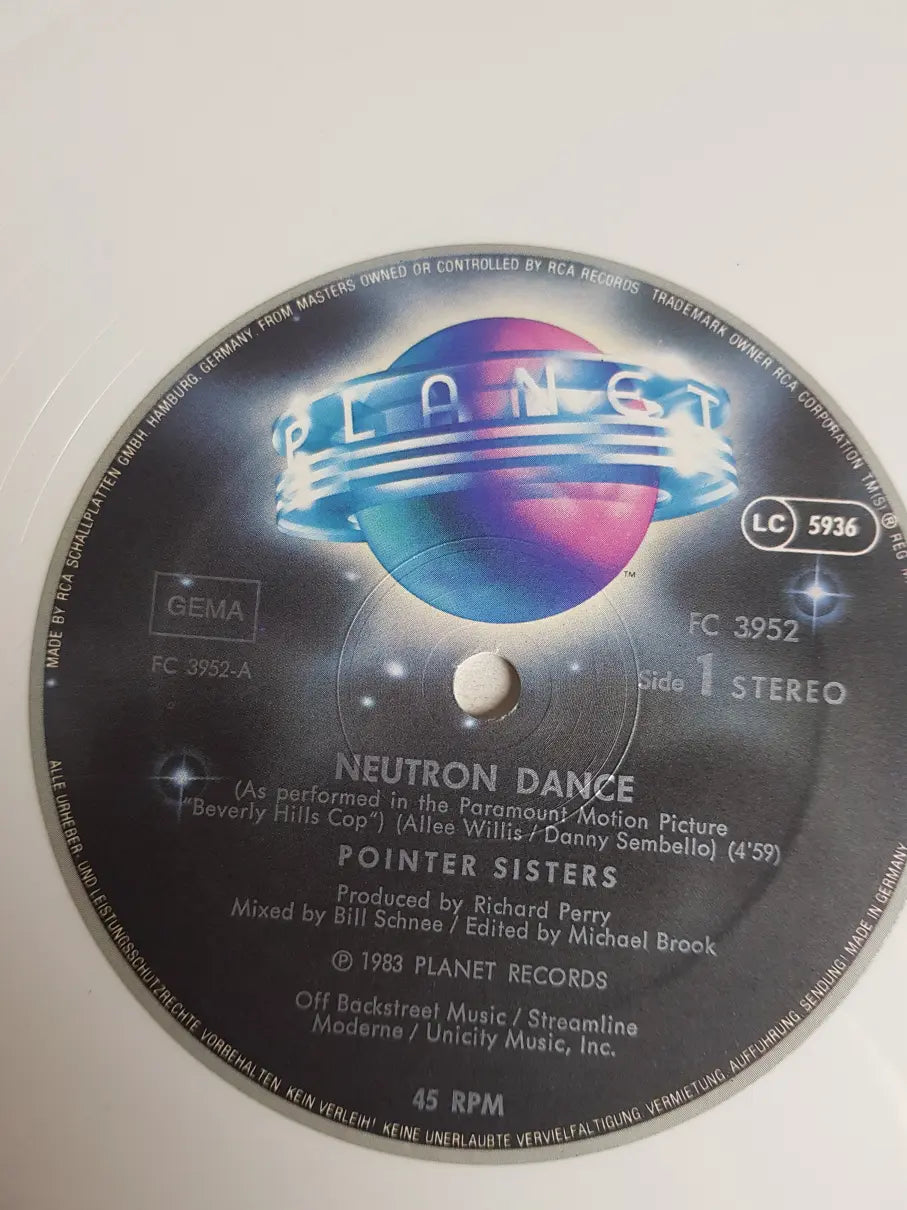 MADE BY RCA SCHALLPLATTEN GMBH, HAMBURG, GERMANY FROM MASTERS OWNED OR CONTROLLED BY RCA RECORDS TRADEMARK OWNER RCA CORPORATION TM(S) ® REG
PLANET
TM
LC 5936
GEMA
FC 3952-A
FC 3952
Side 1 STEREO
NEUTRON DANCE
(As performed in the Paramount Motion Picture
"Beverly Hills Cop") (Allee Willis / Danny Sembello) (4'59)
POINTER SISTERS
Produced by Richard Perry
Mixed by Bill Schnee / Edited by Michael Brook
℗ 1983 PLANET RECORDS
Off Backstreet Music / Streamline
Moderne / Unicity Music, Inc.
45 RPM
ALLE URHEBER- UND LEISTUNGSSCHUTZRECHTE VORBEHALTEN KEIN VERLEIH! KEINE UNERLAUBTE VERVIELFÄLTIGUNG, VERMIETUNG, AUFFÜHRUNG, SENDUNG! MADE IN GERMANY